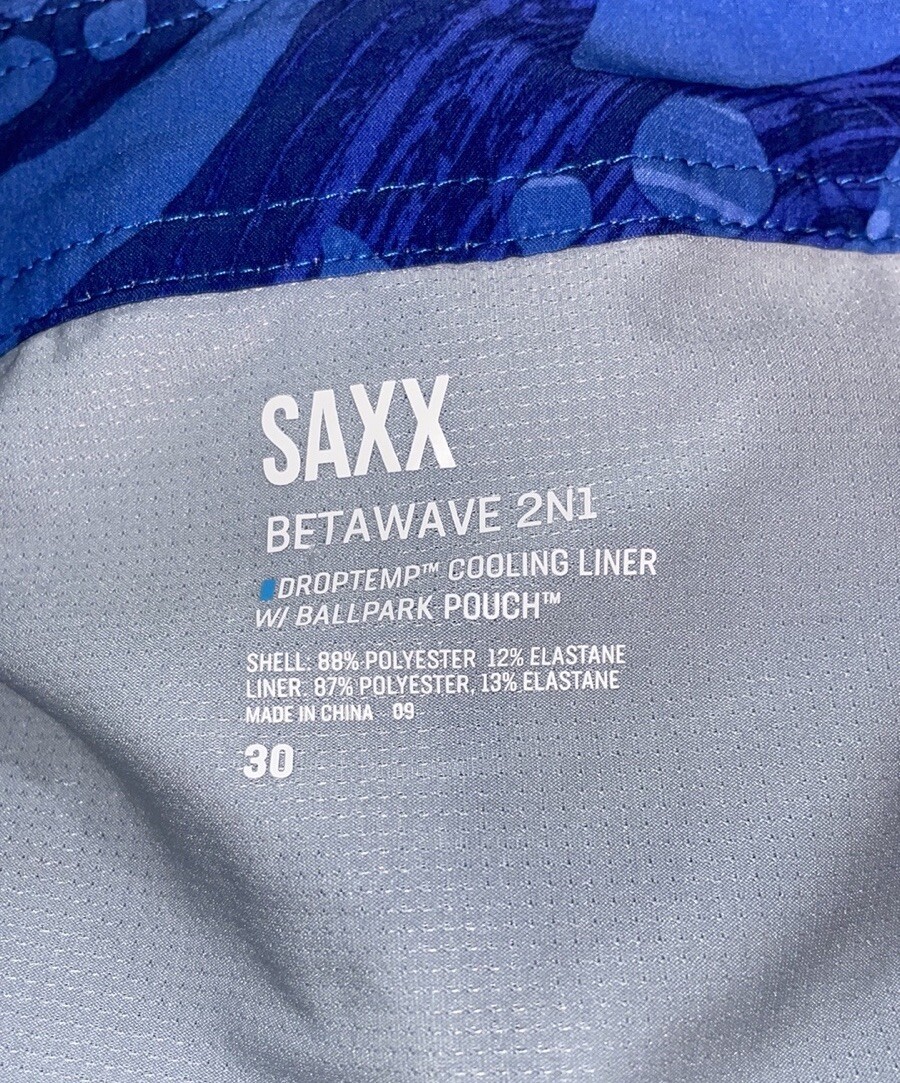 SAXX
BETAWAVE 2N1
DROPTEMP™ COOLING LINER
W/ BALLPARK POUCH™
SHELL: 88% POLYESTER 12% ELASTANE
LINER: 87% POLYESTER, 13% ELASTANE
MADE IN CHINA 09
30